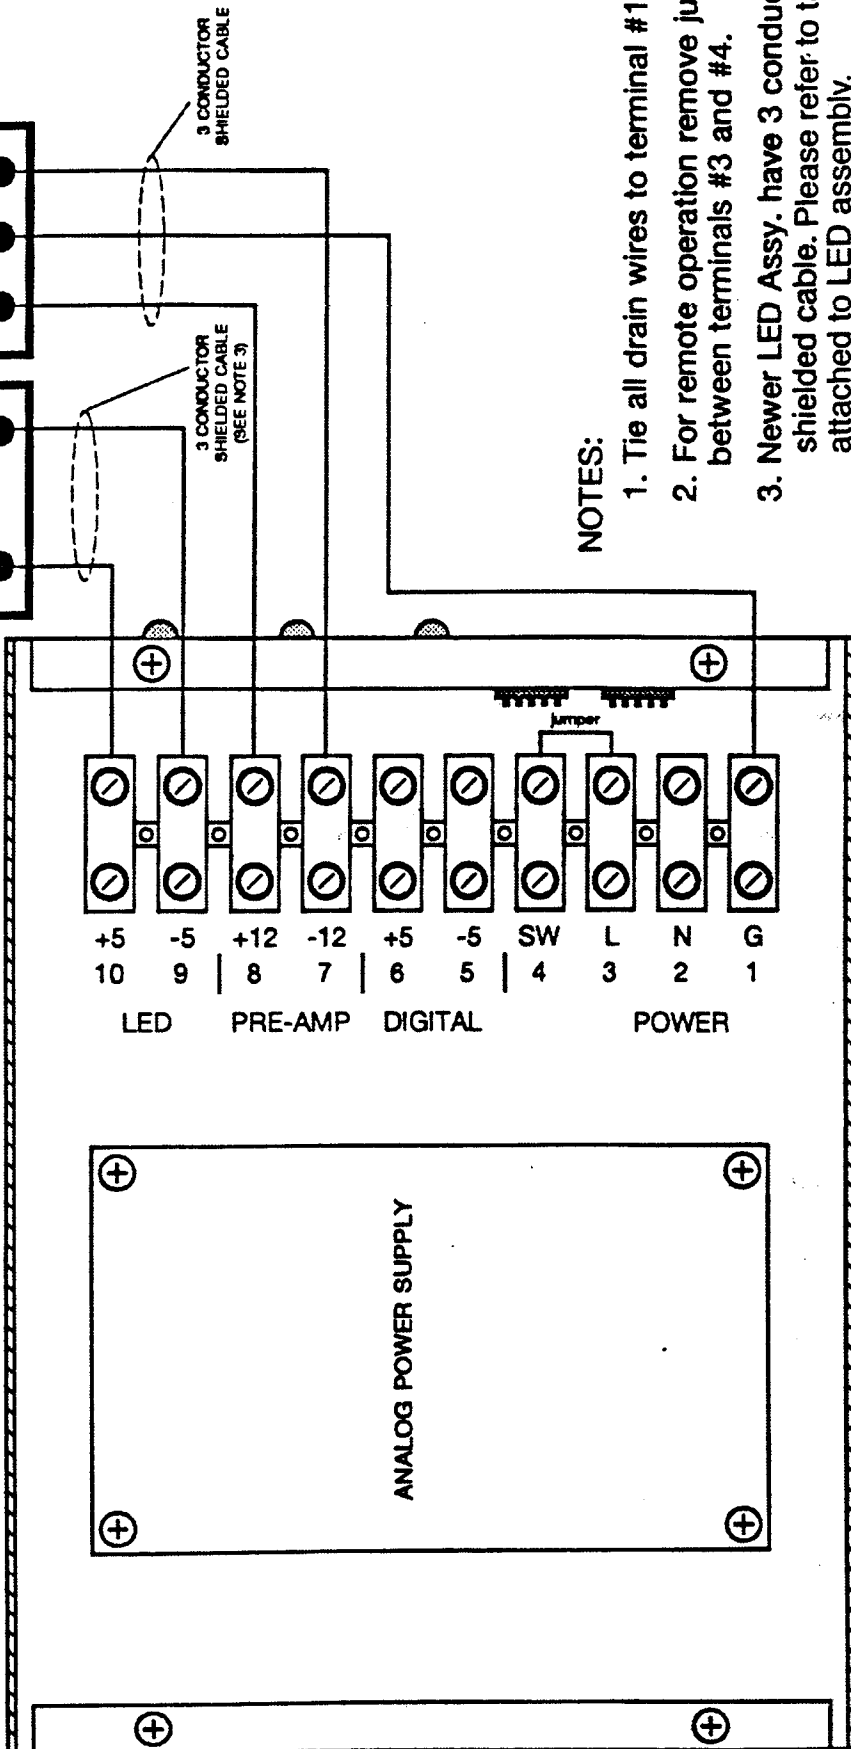 3 CONDUCTOR
SHIELDED CABLE
3 CONDUCTOR
SHIELDED CABLE
(SEE NOTE 3)
NOTES:
1. Tie all drain wires to terminal #1
2. For remote operation remove ju
between terminals #3 and #4.
3. Newer LED Assy. have 3 conduc
shielded cable. Please refer to t
attached to LED assembly.
jumper
+5 -5 +12 -12 +5 -5 SW L N G
10 9 8 7 6 5 4 3 2 1
LED PRE-AMP DIGITAL POWER
ANALOG POWER SUPPLY